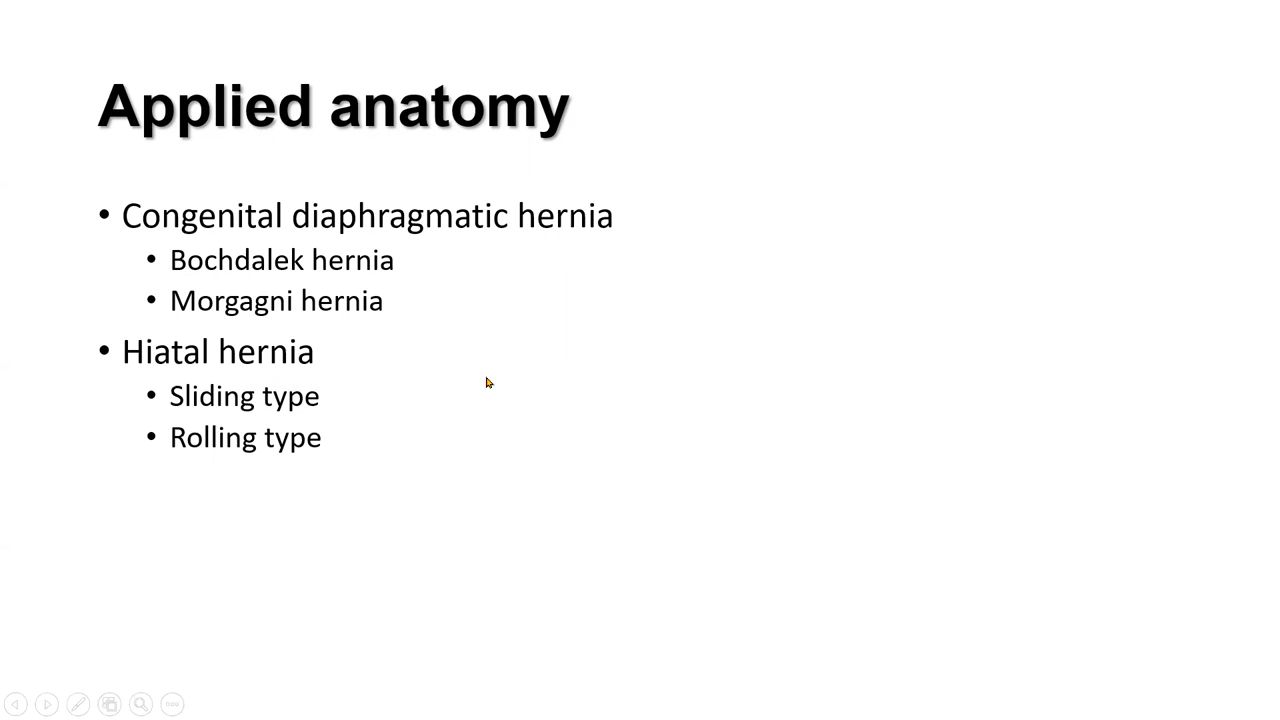 Applied anatomy
• Congenital diaphragmatic hernia
• Bochdalek hernia
• Morgagni hernia
• Hiatal hernia
• Sliding type
• Rolling type